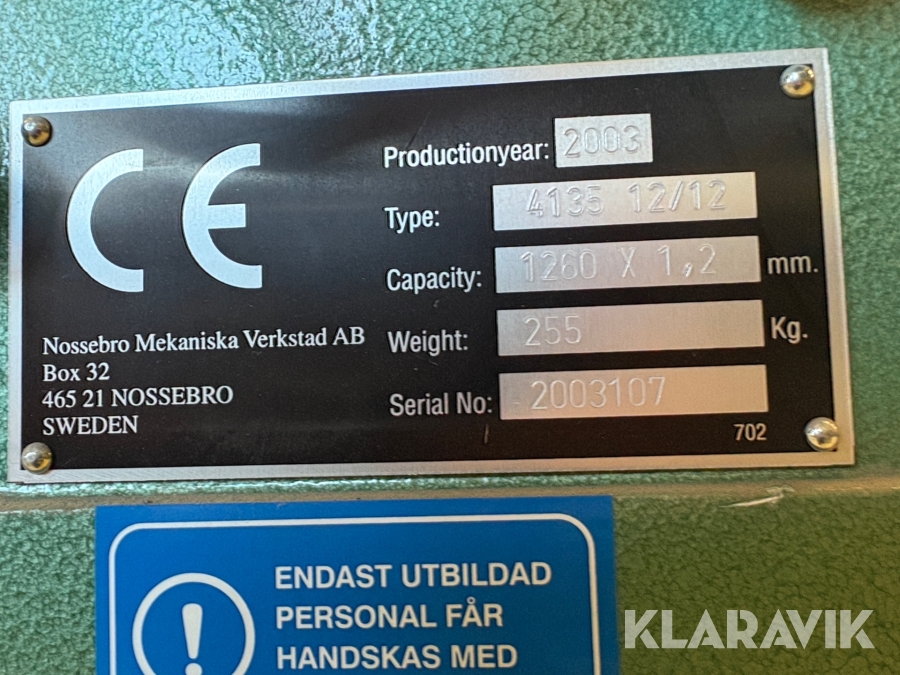 CE
Productionyear: 2003
Type: 4135 12/12
Capacity: 1260 X 1,2 mm.
Weight: 255 Kg.
Serial No: 2003107
Nossebro Mekaniska Verkstad AB
Box 32
465 21 NOSSEBRO
SWEDEN
702
!
ENDAST UTBILDAD
PERSONAL FÅR
HANDSKAS MED
KLARAVIK